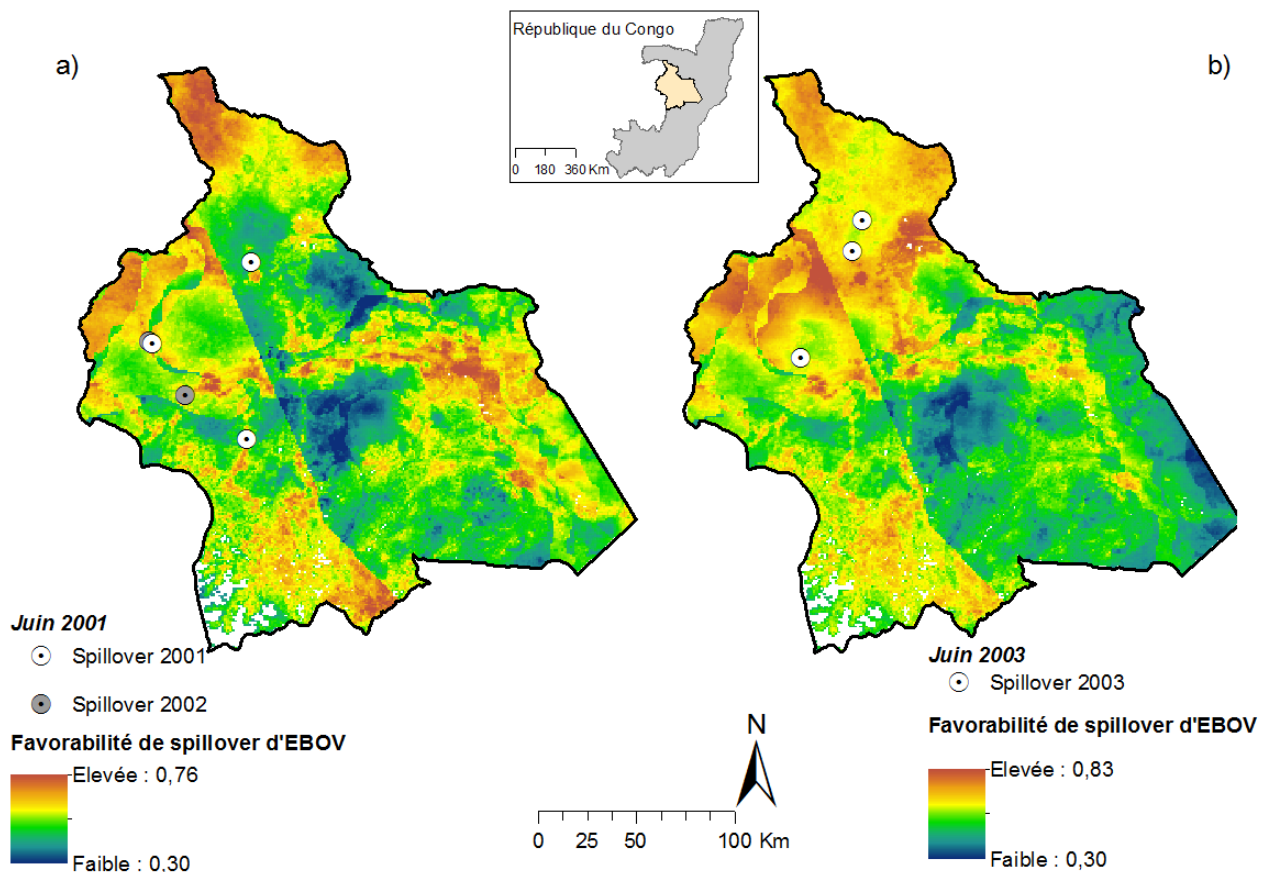 a)
République du Congo
0 180 360 Km
b)
Juin 2001
Spillover 2001
Spillover 2002
Favorabilité de spillover d'EBOV
Elevée : 0,76
Faible : 0.30
N
0 25 50 100 Km
Juin 2003
Spillover 2003
Favorabilité de spillover d'EBOV
Elevée : 0,83
Faible : 0,30